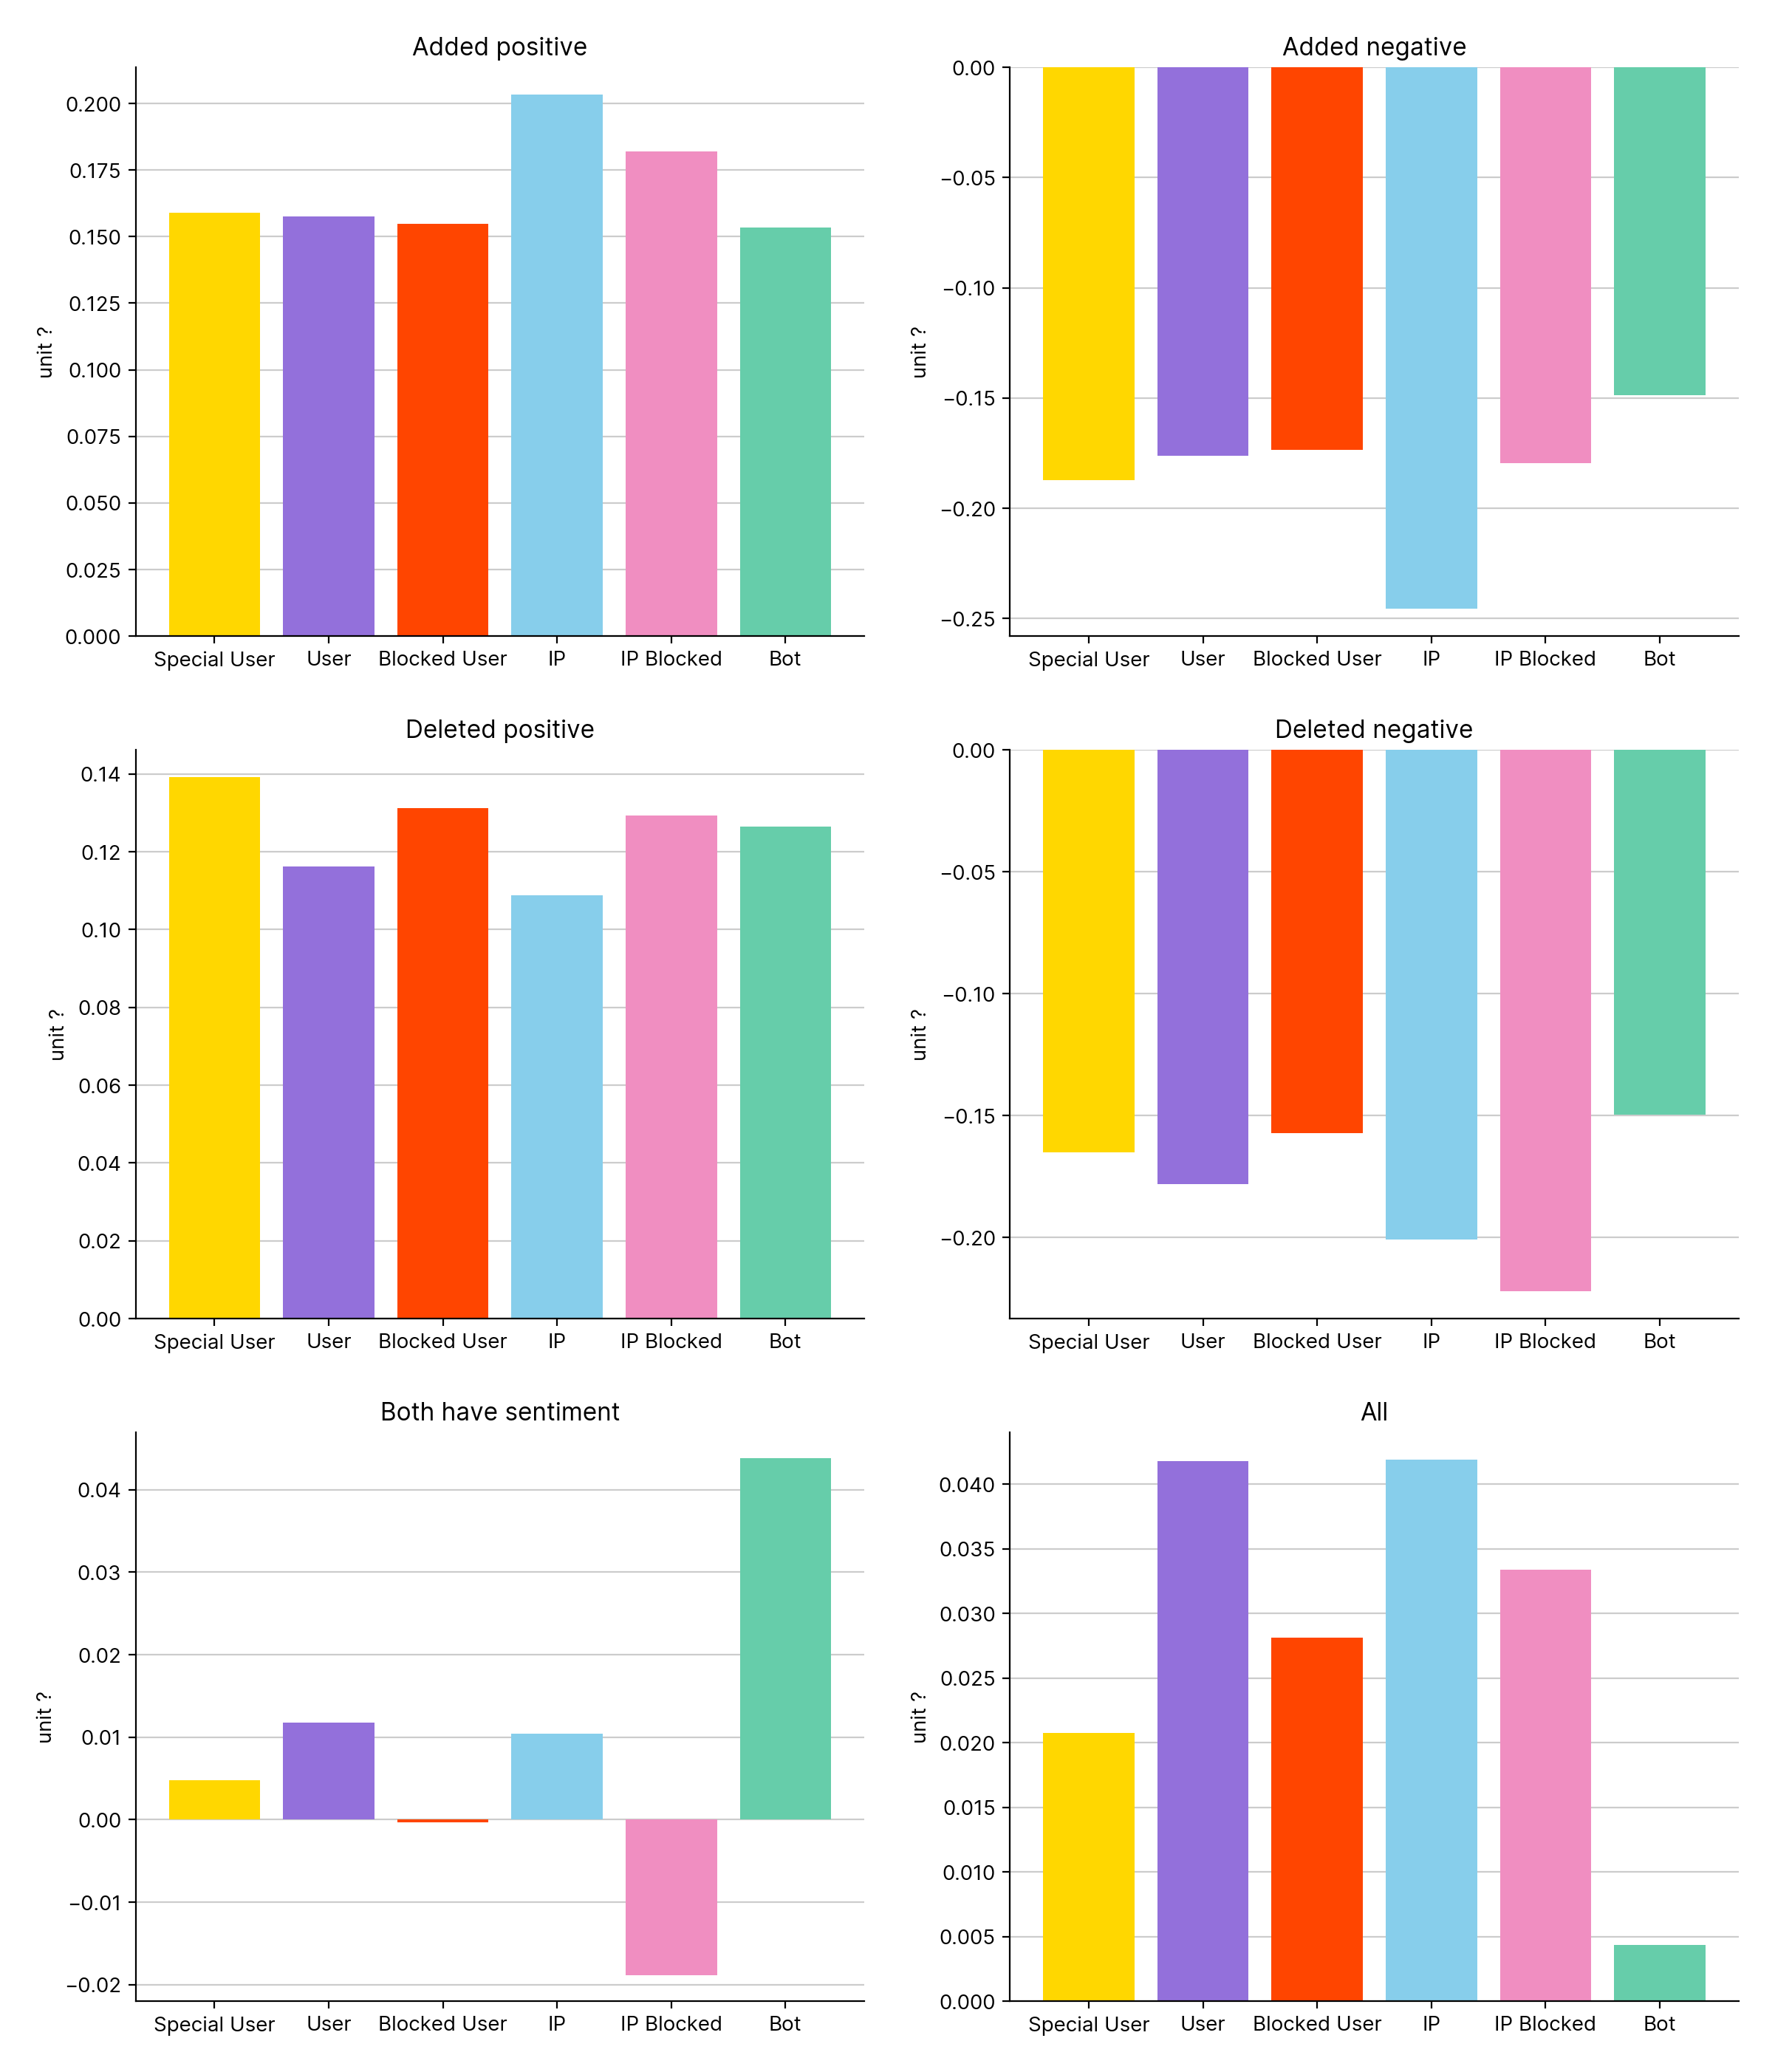 Added positive
0.200
0.175
0.150
0.125
0.100
0.075
0.050
0.025
0.000
unit ?
Special User User Blocked User IP IP Blocked Bot
Added negative
0.00
−0.05
−0.10
−0.15
−0.20
−0.25
unit ?
Special User User Blocked User IP IP Blocked Bot
Deleted positive
0.14
0.12
0.10
0.08
0.06
0.04
0.02
0.00
unit ?
Special User User Blocked User IP IP Blocked Bot
Deleted negative
0.00
−0.05
−0.10
−0.15
−0.20
unit ?
Special User User Blocked User IP IP Blocked Bot
Both have sentiment
0.04
0.03
0.02
0.01
0.00
−0.01
−0.02
unit ?
Special User User Blocked User IP IP Blocked Bot
All
0.040
0.035
0.030
0.025
0.020
0.015
0.010
0.005
0.000
unit ?
Special User User Blocked User IP IP Blocked Bot